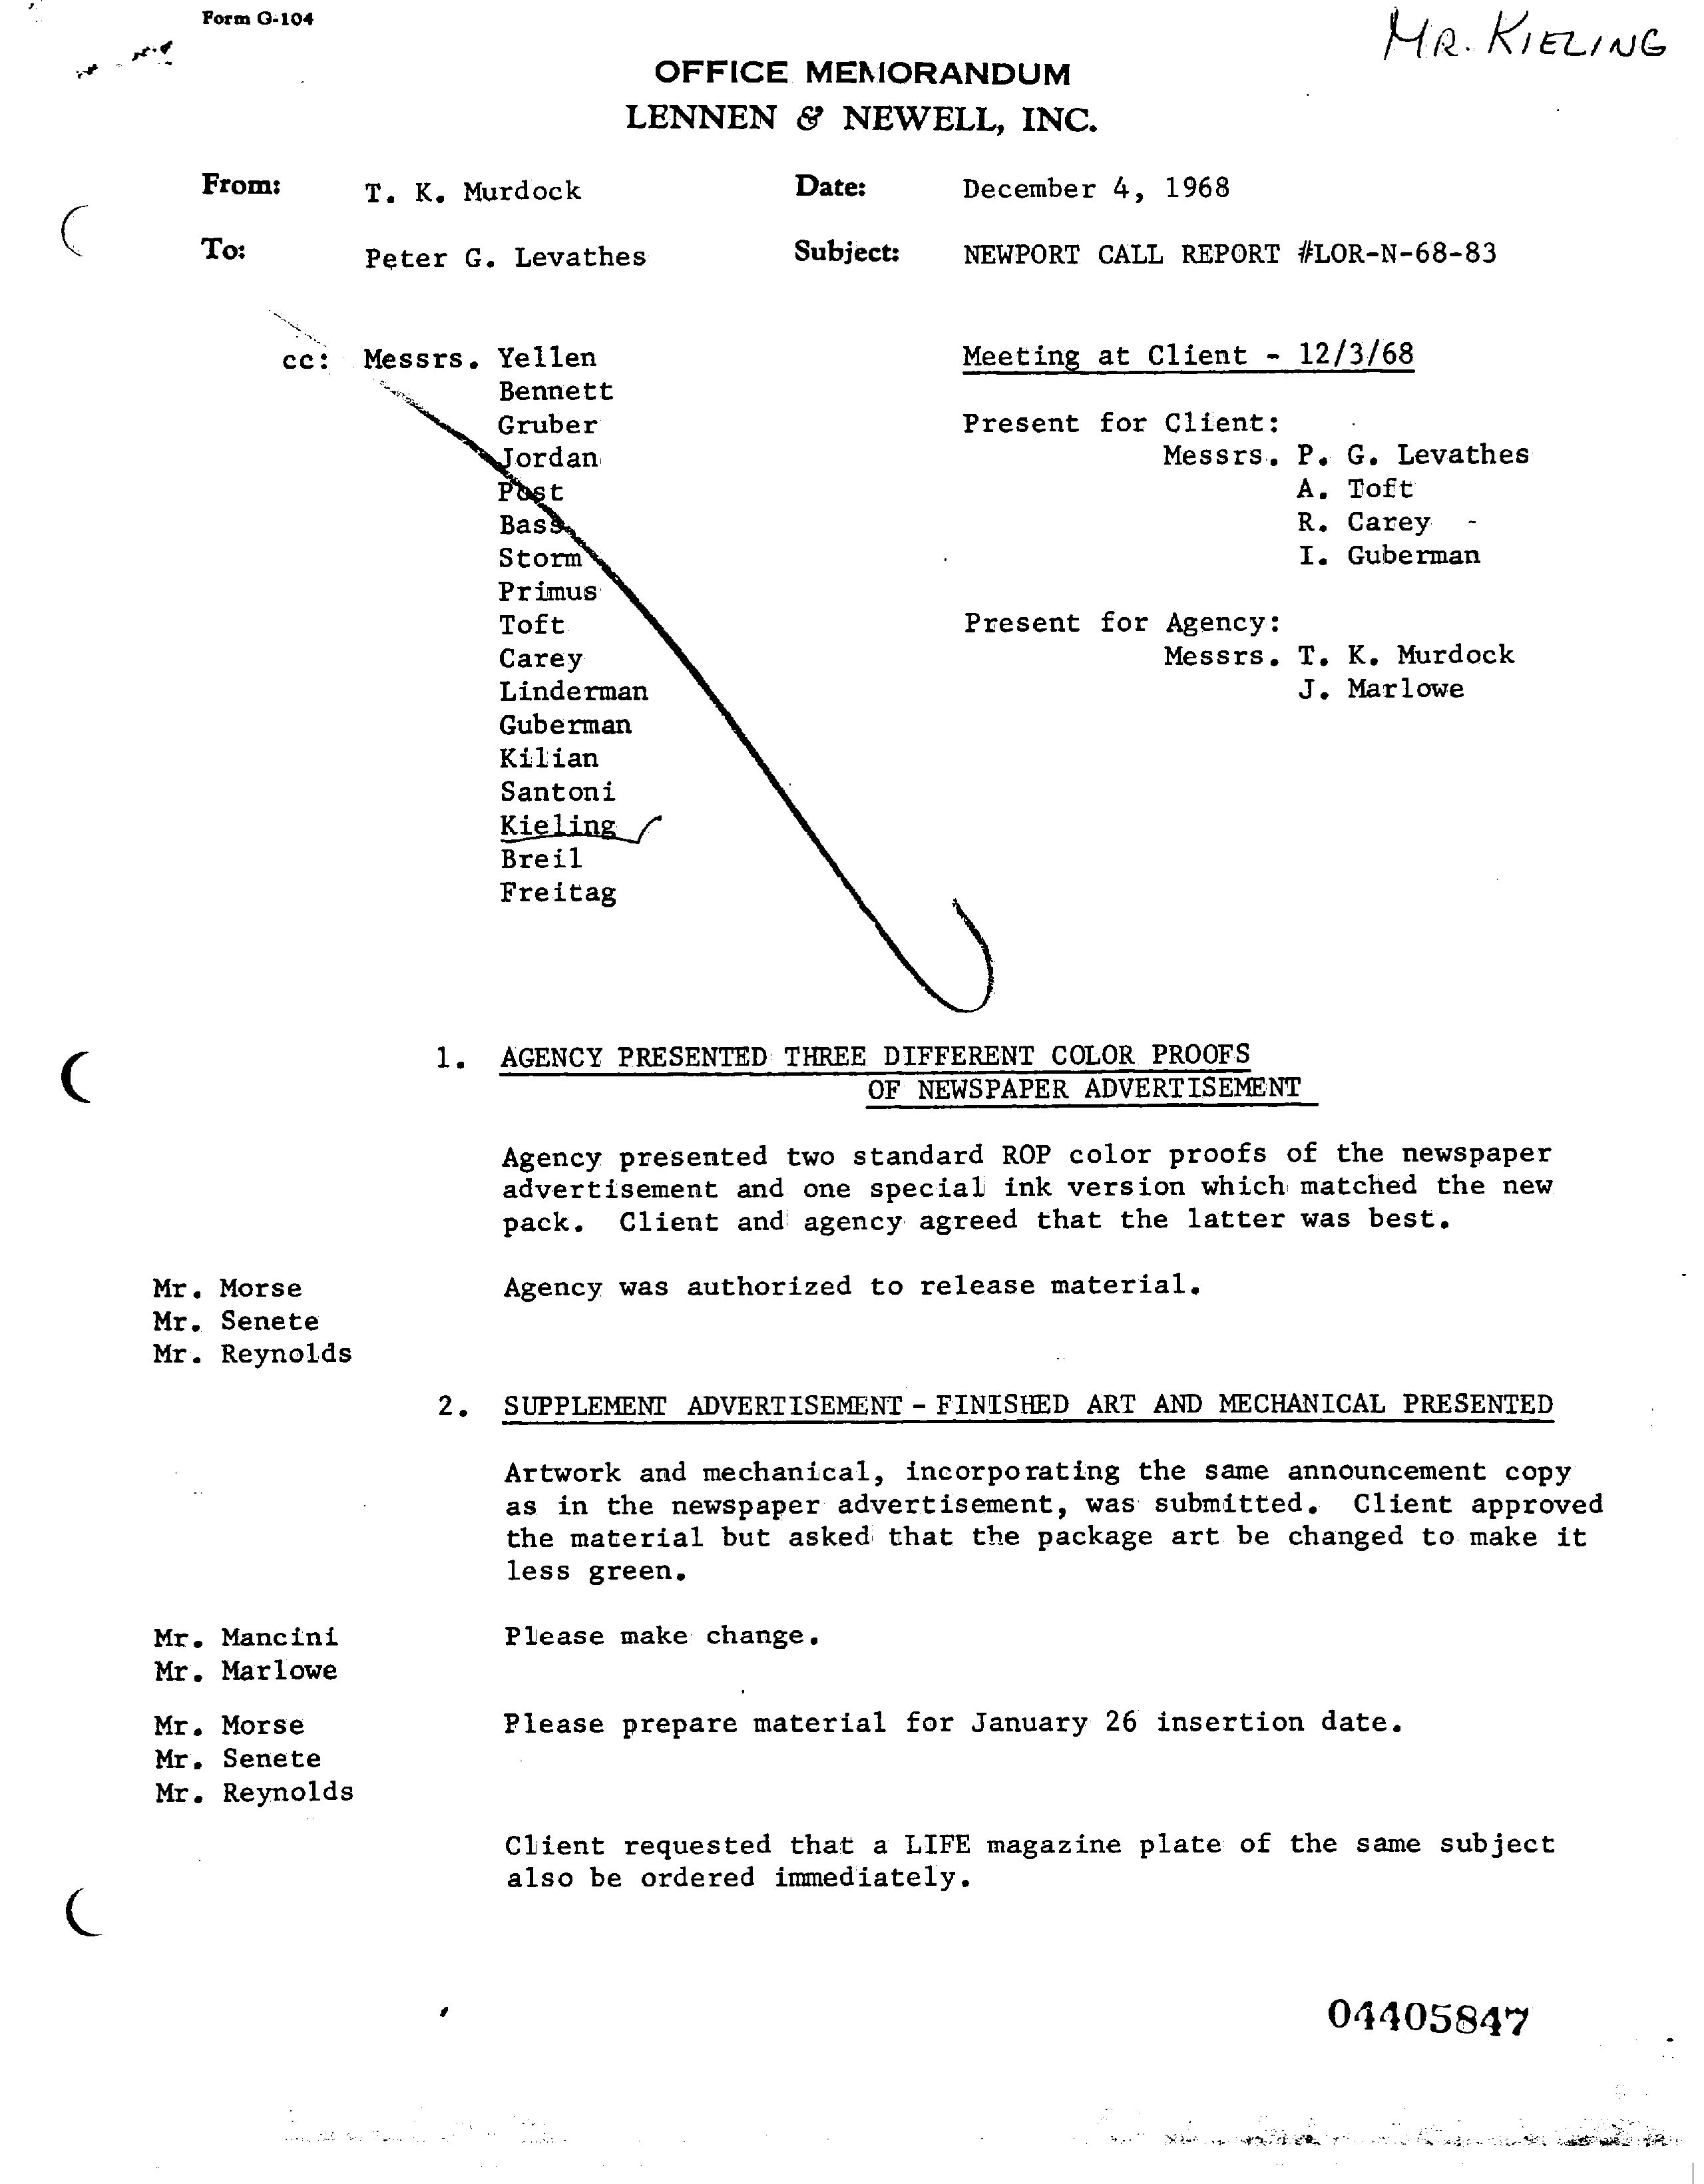 Form G-104
MR. KIELING
OFFICE MEMORANDUM
LENNEN & NEWELL, INC.
From: T. K. Murdock Date: December 4, 1968
To: Peter G. Levathes Subject: NEWPORT CALL REPORT #LOR-N-68-83
cc: Messrs. Yellen
Bennett
Gruber
Jordan
Post
Bass
Storm
Primus
Toft
Carey
Linderman
Guberman
Kilian
Santoni
Kieling
Breil
Freitag
Meeting at Client - 12/3/68
Present for Client:
Messrs. P. G. Levathes
A. Toft
R. Carey -
I. Guberman
Present for Agency:
Messrs. T. K. Murdock
J. Marlowe
1. AGENCY PRESENTED THREE DIFFERENT COLOR PROOFS
OF NEWSPAPER ADVERTISEMENT
Agency presented two standard ROP color proofs of the newspaper
advertisement and one special ink version which matched the new
pack. Client and agency agreed that the latter was best.
Mr. Morse Agency was authorized to release material.
Mr. Senete
Mr. Reynolds
2. SUPPLEMENT ADVERTISEMENT - FINISHED ART AND MECHANICAL PRESENTED
Artwork and mechanical, incorporating the same announcement copy
as in the newspaper advertisement, was submitted. Client approved
the material but asked that the package art be changed to make it
less green.
Mr. Mancini Please make change.
Mr. Marlowe
Mr. Morse Please prepare material for January 26 insertion date.
Mr. Senete
Mr. Reynolds
Client requested that a LIFE magazine plate of the same subject
also be ordered immediately.
04405847